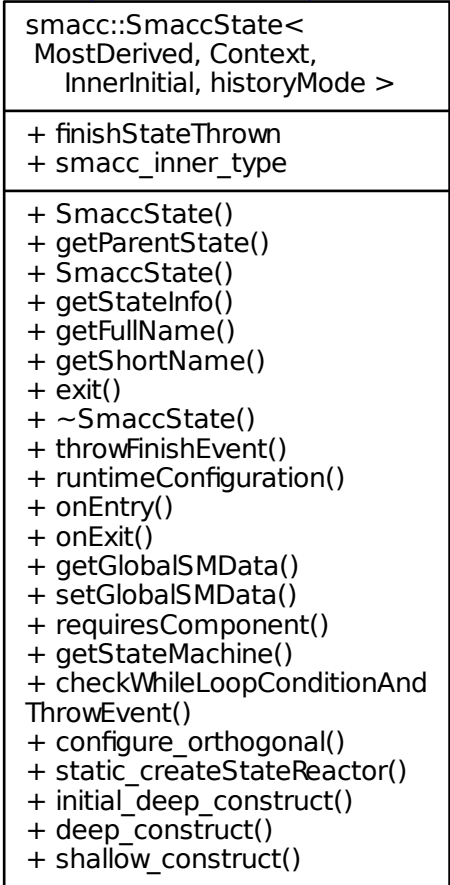 smacc::SmaccState<
MostDerived, Context,
InnerInitial, historyMode >
+ finishStateThrown
+ smacc_inner_type
+ SmaccState()
+ getParentState()
+ SmaccState()
+ getStateInfo()
+ getFullName()
+ getShortName()
+ exit()
+ ~SmaccState()
+ throwFinishEvent()
+ runtimeConfiguration()
+ onEntry()
+ onExit()
+ getGlobalSMData()
+ setGlobalSMData()
+ requiresComponent()
+ getStateMachine()
+ checkWhileLoopConditionAnd
ThrowEvent()
+ configure_orthogonal()
+ static_createStateReactor()
+ initial_deep_construct()
+ deep_construct()
+ shallow_construct()